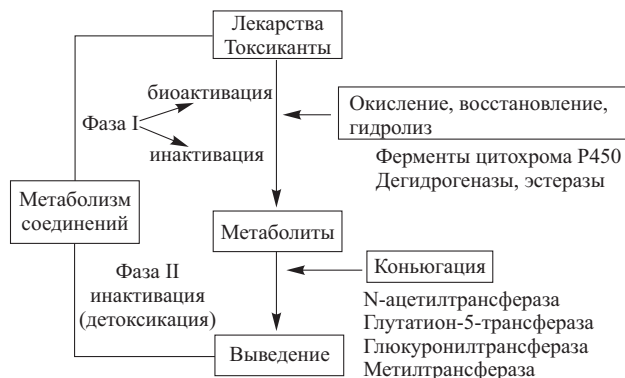 Лекарства
Токсиканты
биоактивация
Фаза I
инактивация
Окисление, восстановление,
гидролиз
Ферменты цитохрома P450
Дегидрогеназы, эстеразы
Метаболизм
соединений
Метаболиты
Фаза II
инактивация
(детоксикация)
Коньюгация
N-ацетилтрансфераза
Глутатион-5-трансфераза
Глюкуронилтрансфераза
Метилтрансфераза
Выведение